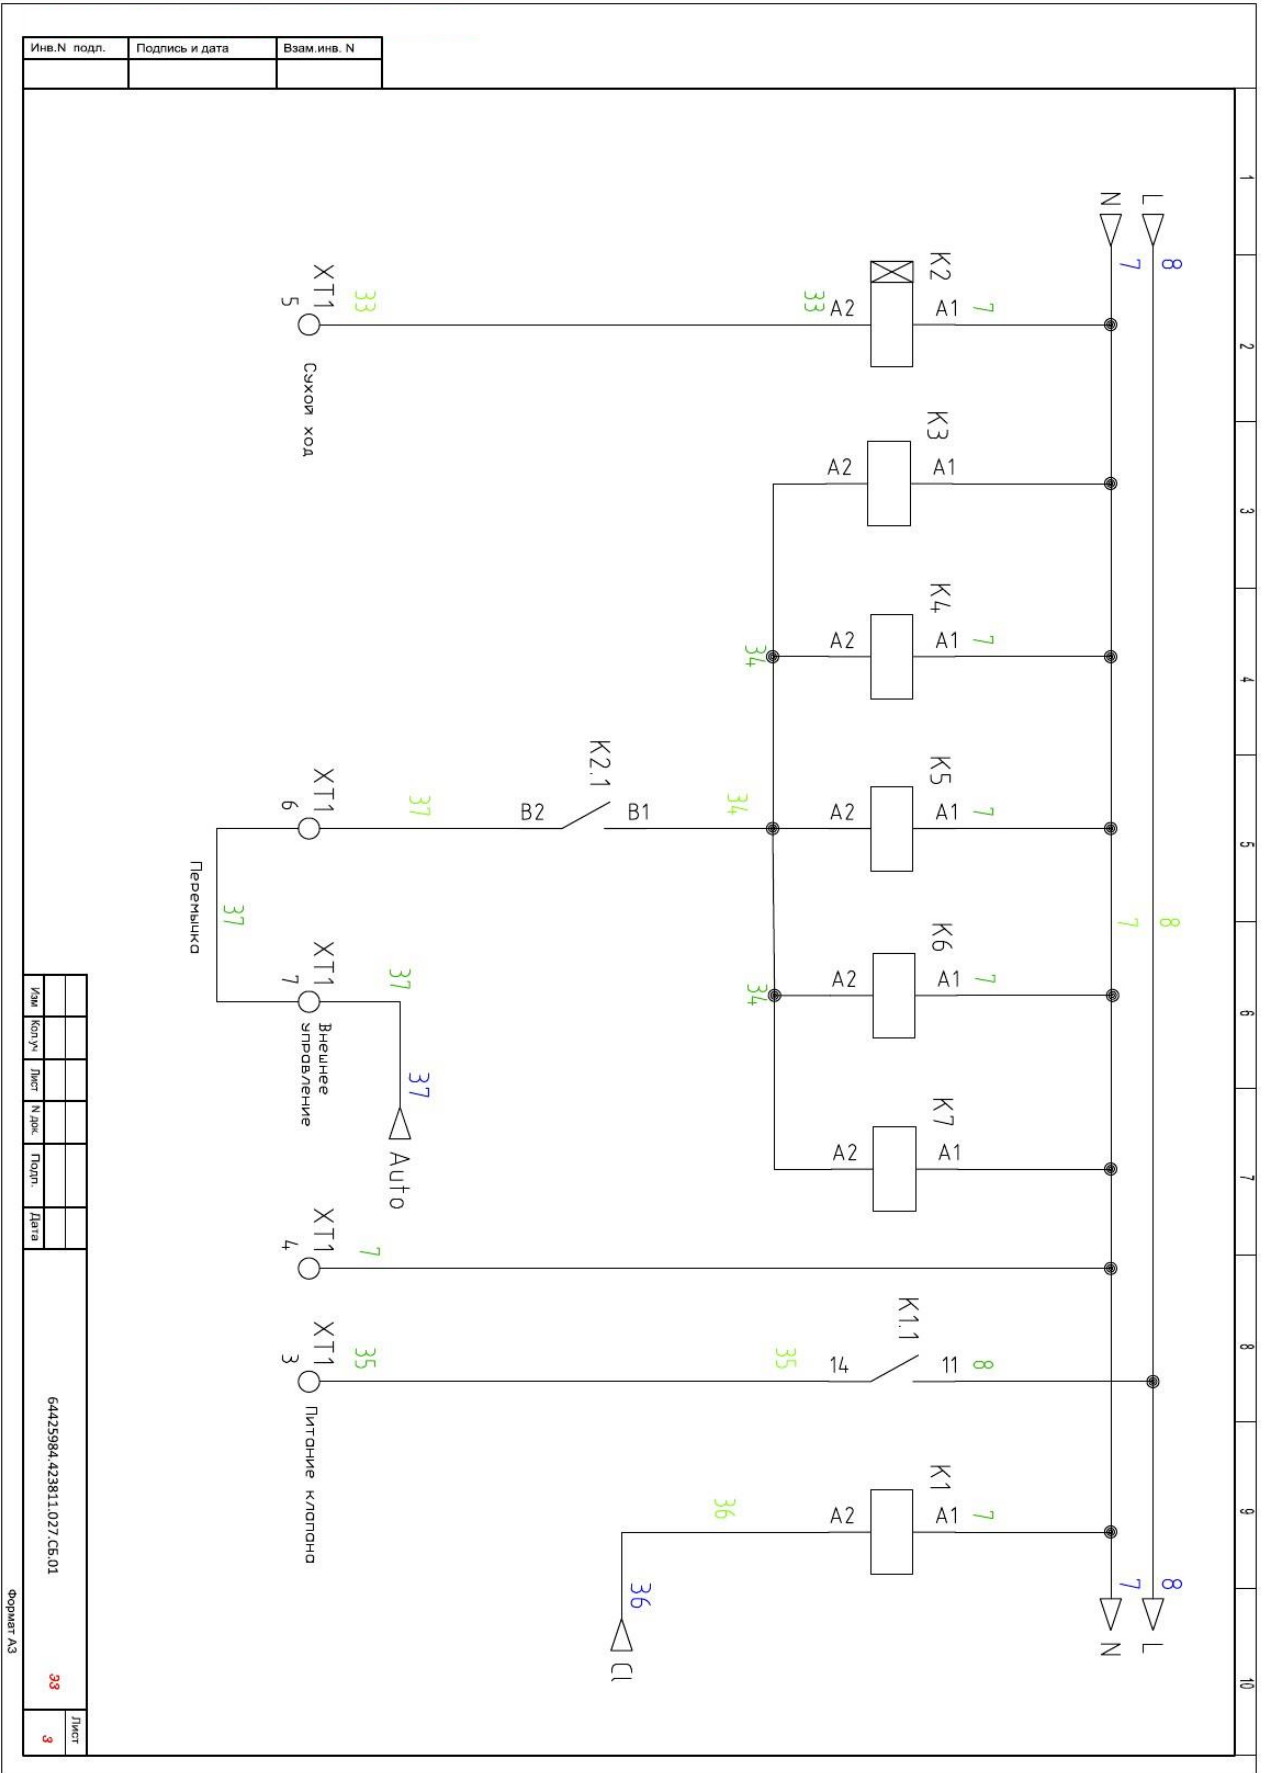 Инв.N подл.
Подпись и дата
Взам.инв. N
1
2
3
4
5
6
7
8
9
10
L
8
8
8
L
N
7
7
7
N
K2
A1
7
A2
33
33
XT1
5
Сухой ход
K3
A1
A2
K4
A1
7
A2
34
K5
A1
7
A2
34
K2.1
B1
B2
37
XT1
6
37
Перемычка
K6
A1
7
A2
34
XT1
7
Внешнее
управление
37
37
Auto
K7
A1
A2
XT1
4
7
K1.1
11
8
14
35
35
XT1
3
Питание клапана
K1
A1
7
A2
36
36
Cl
Изм
Кол.уч
Лист
N док.
Подп.
Дата
64425984.423811.027.СБ.01
ЭЗ
Лист
3
Формат А3